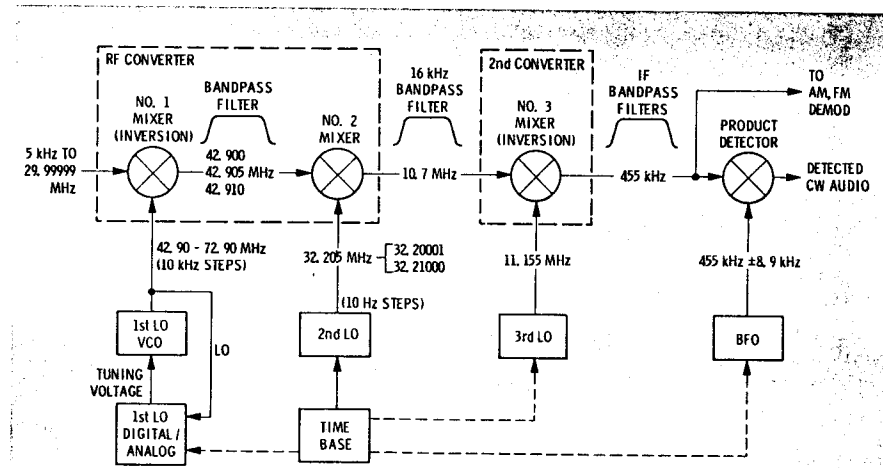 RF CONVERTER
NO. 1
MIXER
(INVERSION)
BANDPASS
FILTER
NO. 2
MIXER
16 kHz
BANDPASS
FILTER
2nd CONVERTER
NO. 3
MIXER
(INVERSION)
IF
BANDPASS
FILTERS
TO
AM, FM
DEMOD
PRODUCT
DETECTOR
5 kHz TO
29.99999
MHz
42.900
42.905 MHz
42.910
10.7 MHz
455 kHz
DETECTED
CW AUDIO
42.90 - 72.90 MHz
(10 kHz STEPS)
32.205 MHz
32.20001
32.21000
(10 Hz STEPS)
11.155 MHz
455 kHz ±8.9 kHz
1st LO
VCO
LO
2nd LO
3rd LO
BFO
TUNING
VOLTAGE
1st LO
DIGITAL/
ANALOG
TIME
BASE